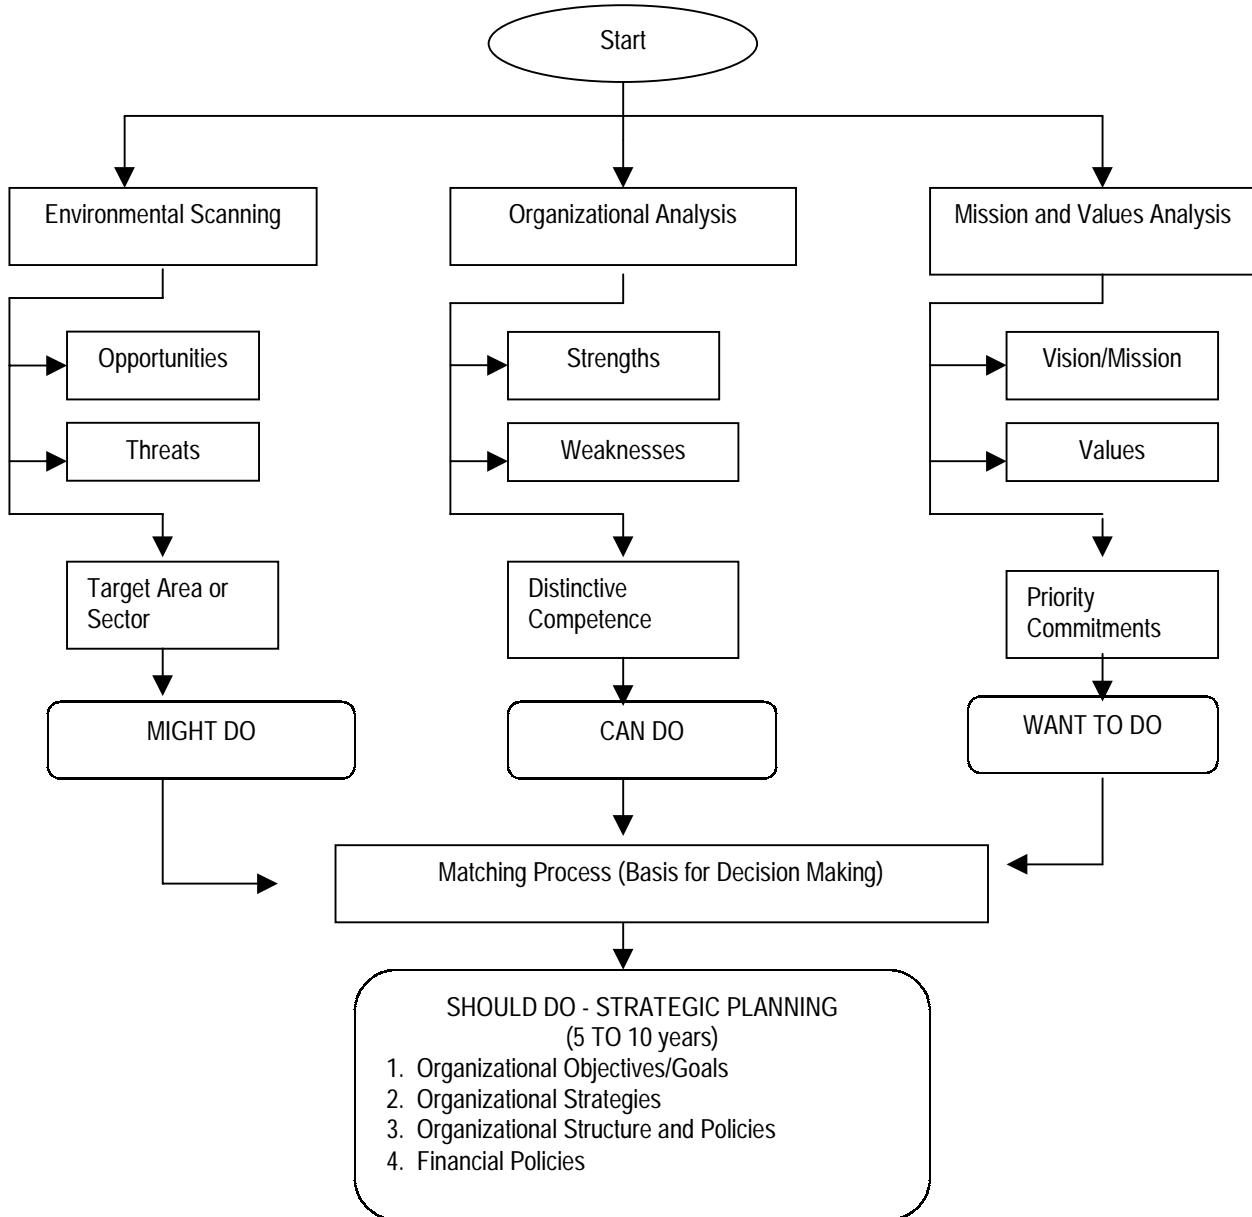 Start
Environmental Scanning
Organizational Analysis
Mission and Values Analysis
Opportunities
Strengths
Vision/Mission
Threats
Weaknesses
Values
Target Area or
Sector
Distinctive
Competence
Priority
Commitments
MIGHT DO
CAN DO
WANT TO DO
Matching Process (Basis for Decision Making)
SHOULD DO - STRATEGIC PLANNING
(5 TO 10 years)
1. Organizational Objectives/Goals
2. Organizational Strategies
3. Organizational Structure and Policies
4. Financial Policies